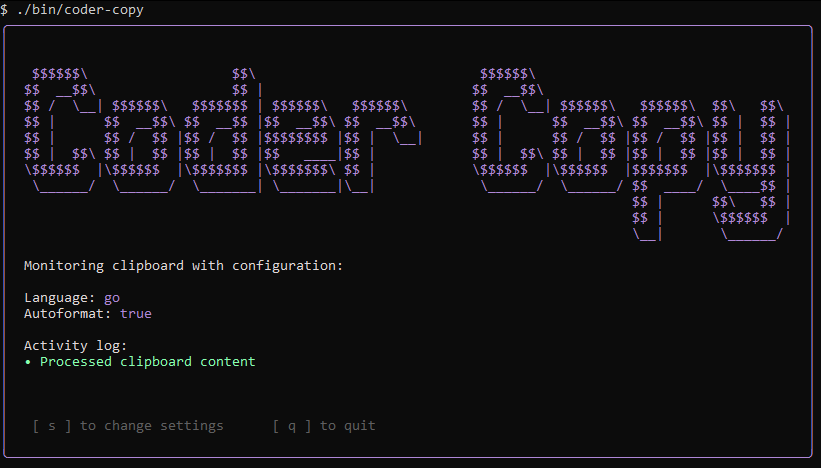 $ ./bin/coder-copy
Coder Copy
Monitoring clipboard with configuration:
Language: go
Autoformat: true
Activity log:
• Processed clipboard content
[ s ] to change settings [ q ] to quit